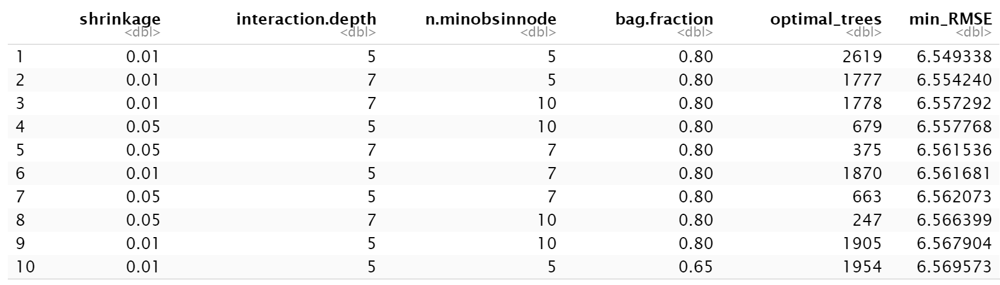 shrinkage interaction.depth n.minobsinnode bag.fraction optimal_trees min_RMSE
<dbl> <dbl> <dbl> <dbl> <dbl> <dbl>
1 0.01 5 5 0.80 2619 6.549338
2 0.01 7 5 0.80 1777 6.554240
3 0.01 7 10 0.80 1778 6.557292
4 0.05 5 10 0.80 679 6.557768
5 0.05 7 7 0.80 375 6.561536
6 0.01 5 7 0.80 1870 6.561681
7 0.05 5 7 0.80 663 6.562073
8 0.05 7 10 0.80 247 6.566399
9 0.01 5 10 0.80 1905 6.567904
10 0.01 5 5 0.65 1954 6.569573